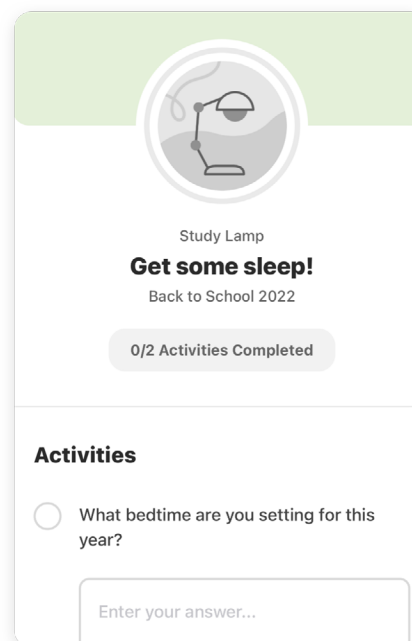 Study Lamp
Get some sleep!
Back to School 2022
0/2 Activities Completed
Activities
What bedtime are you setting for this
year?
Enter your answer...